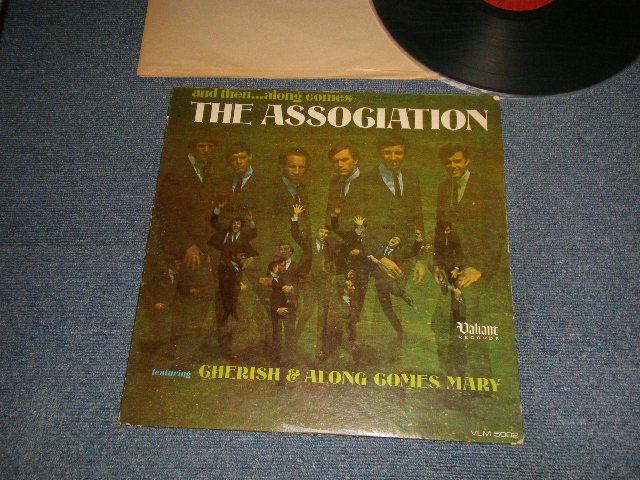 and then...along comes
THE ASSOCIATION
Valiant
RECORDS
featuring CHERISH & ALONG COMES MARY
VLM 5002